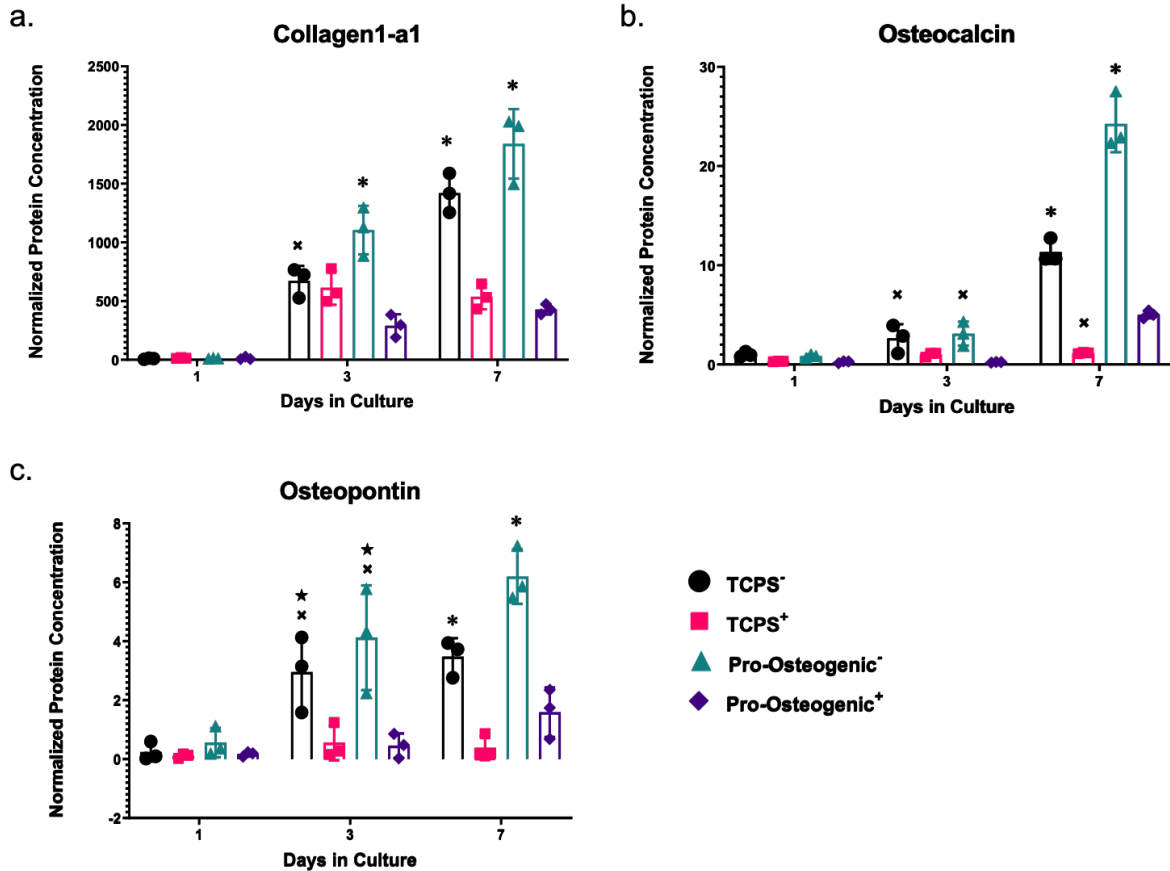 a.
Collagen1-a1
Normalized Protein Concentration
2500
2000
1500
1000
500
0
1
3
7
Days in Culture
b.
Osteocalcin
Normalized Protein Concentration
30
20
10
0
1
3
7
Days in Culture
c.
Osteopontin
Normalized Protein Concentration
8
6
4
2
0
-2
1
3
7
Days in Culture
TCPS⁻
TCPS⁺
Pro-Osteogenic⁻
Pro-Osteogenic⁺